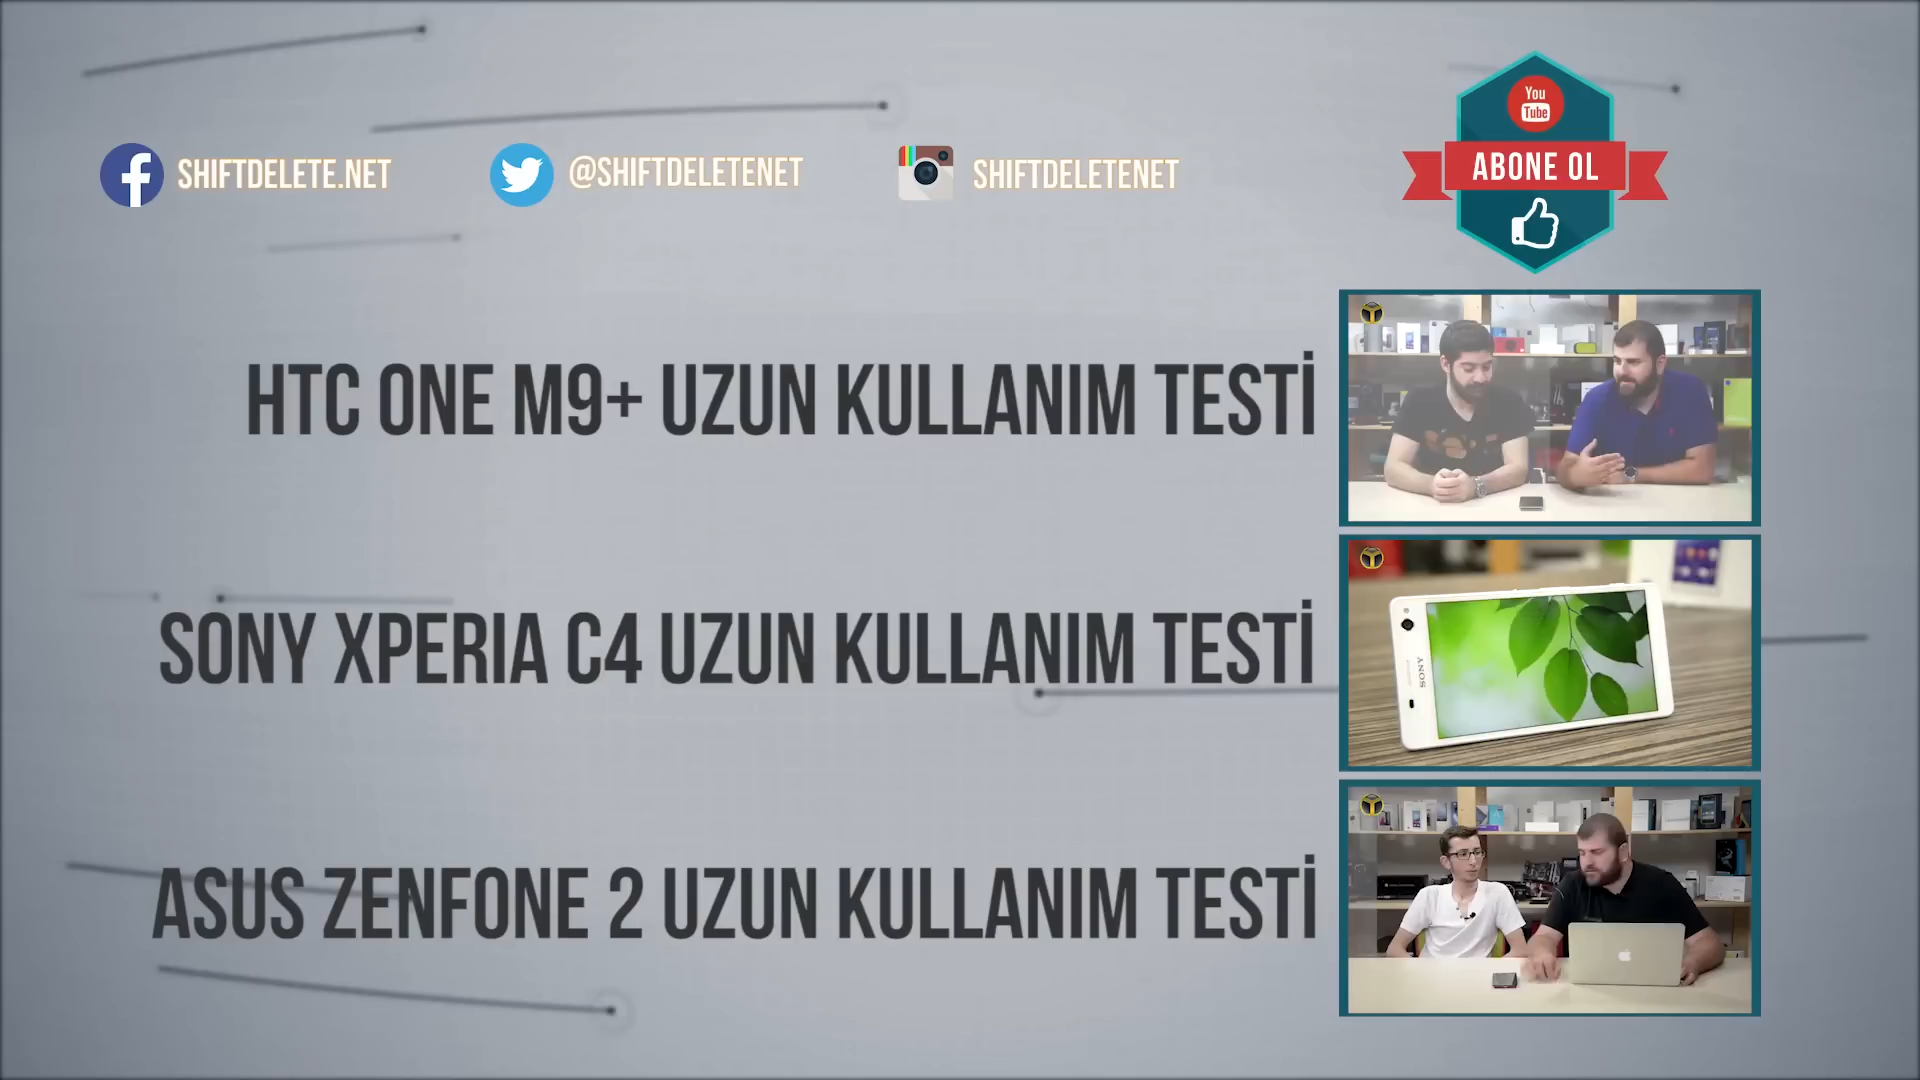 SHIFTDELETE.NET
@SHIFTDELETENET
SHIFTDELETENET
You
Tube
ABONE OL
HTC ONE M9+ UZUN KULLANIM TESTİ
SONY XPERIA C4 UZUN KULLANIM TESTİ
SONY
ASUS ZENFONE 2 UZUN KULLANIM TESTİ